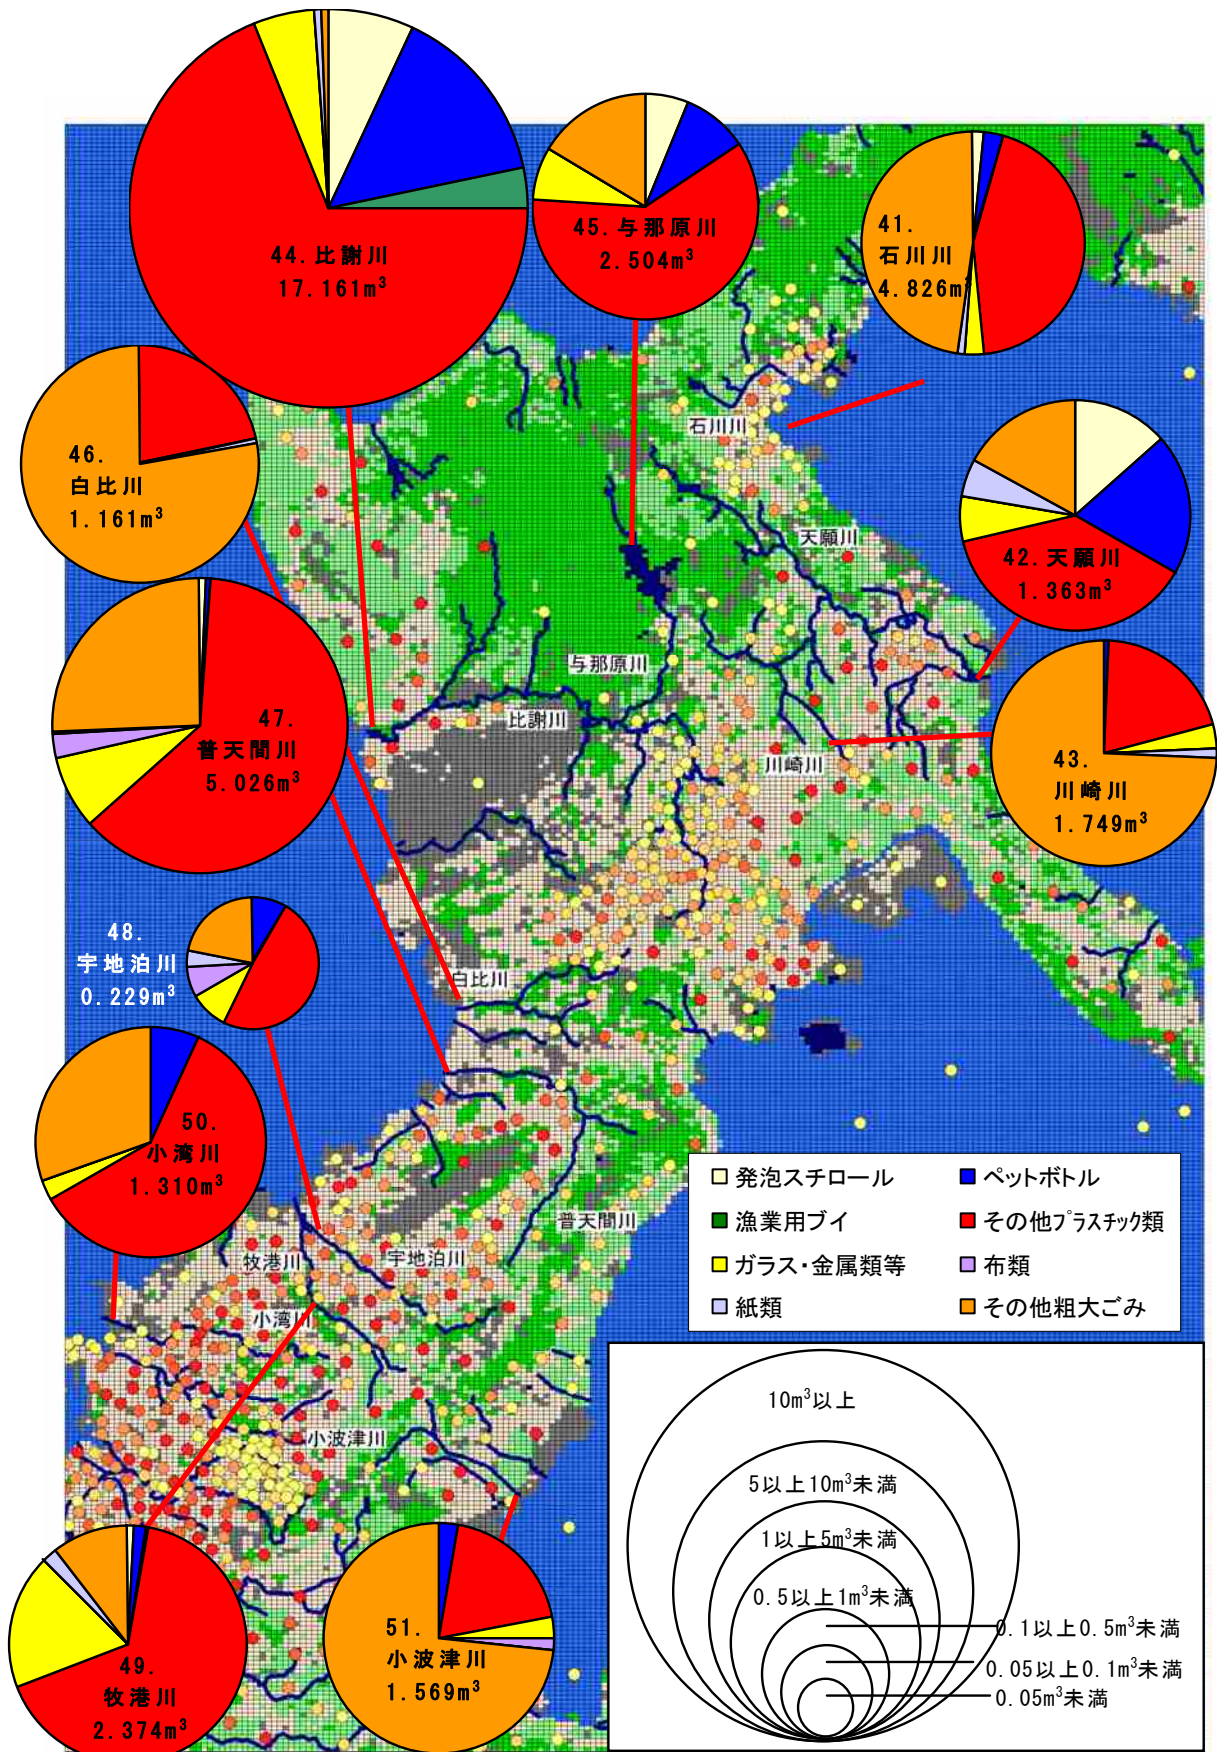 44.比謝川
17.161m³
45.与那原川
2.504m³
41.
石川川
4.826m³
46.
白比川
1.161m³
石川川
天願川
42.天願川
1.363m³
47.
普天間川
5.026m³
与那原川
比謝川
川崎川
43.
川崎川
1.749m³
48.
宇地泊川
0.229m³
白比川
50.
小湾川
1.310m³
発泡スチロール
ペットボトル
漁業用ブイ
その他プラスチック類
ガラス・金属類等
布類
紙類
その他粗大ごみ
普天間川
牧港川
宇地泊川
小湾川
小波津川
10m³以上
5以上10m³未満
1以上5m³未満
0.5以上1m³未満
0.1以上0.5m³未満
0.05以上0.1m³未満
0.05m³未満
49.
牧港川
2.374m³
51.
小波津川
1.569m³